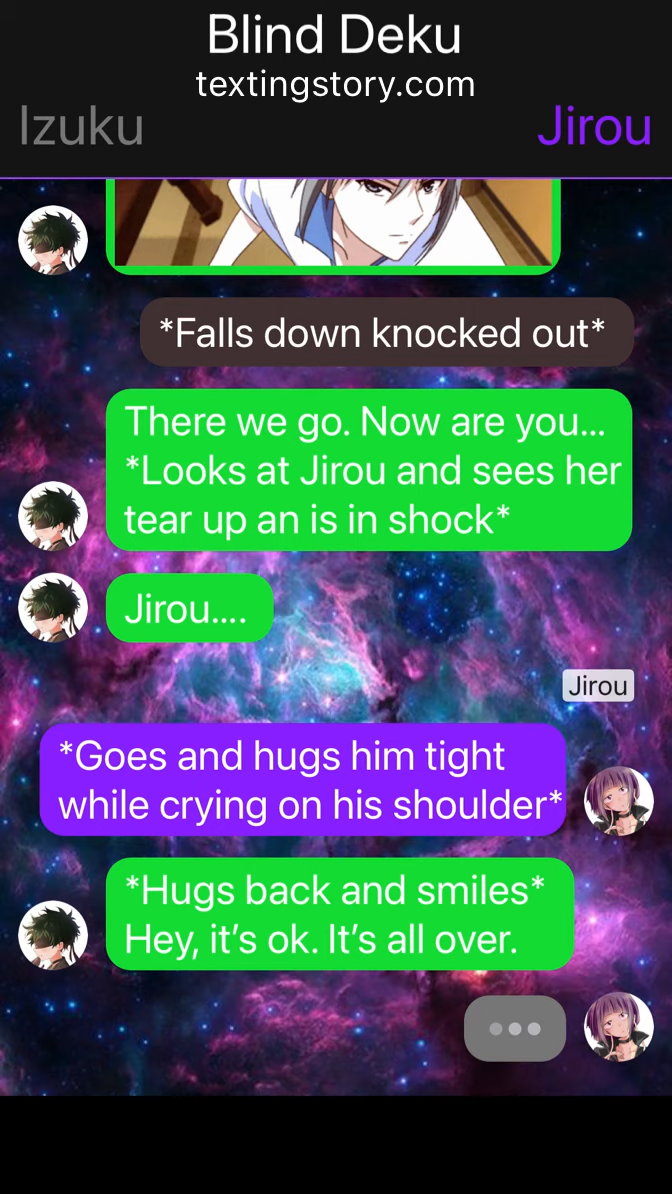 Blind Deku
textingstory.com
Izuku
Jirou
*Falls down knocked out*
There we go. Now are you...
*Looks at Jirou and sees her
tear up an is in shock*
Jirou....
Jirou
*Goes and hugs him tight
while crying on his shoulder*
*Hugs back and smiles*
Hey, it’s ok. It’s all over.